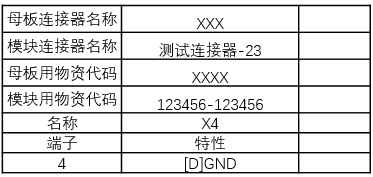 母板连接器名称 XXX
模块连接器名称 测试连接器-23
母板用物资代码 XXXX
模块用物资代码 123456-123456
名称 X4
端子 特性
4 [D]GND